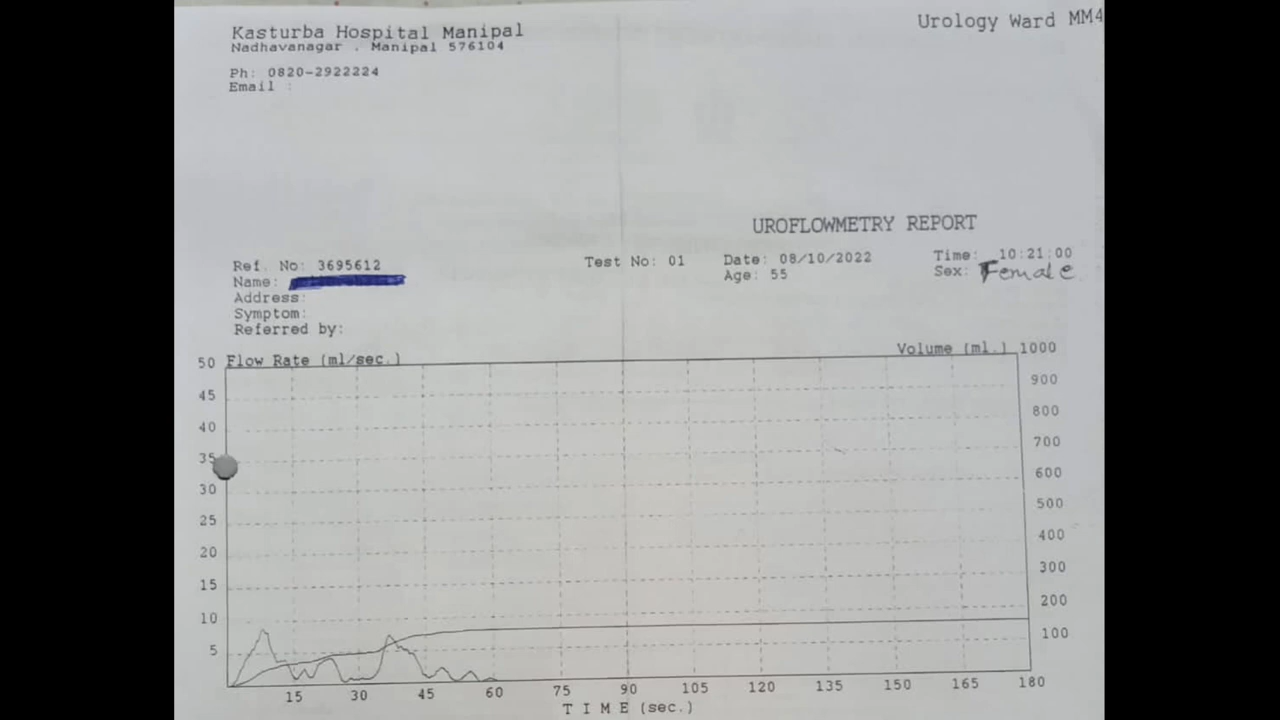 Urology Ward MM4
Kasturba Hospital Manipal
Nadhavanagar . Manipal 576104
Ph: 0820-2922224
Email :
UROFLOWMETRY REPORT
Ref. No: 3695612 Test No: 01 Date: 08/10/2022 Time: 10:21:00
Name: Age: 55 Sex: Female
Address:
Symptom:
Referred by:
50 Flow Rate (ml/sec.) Volume (ml.) 1000
45 900
40 800
35 700
30 600
25 500
20 400
15 300
10 200
5 100
15 30 45 60 75 90 105 120 135 150 165 180
T I M E (sec.)